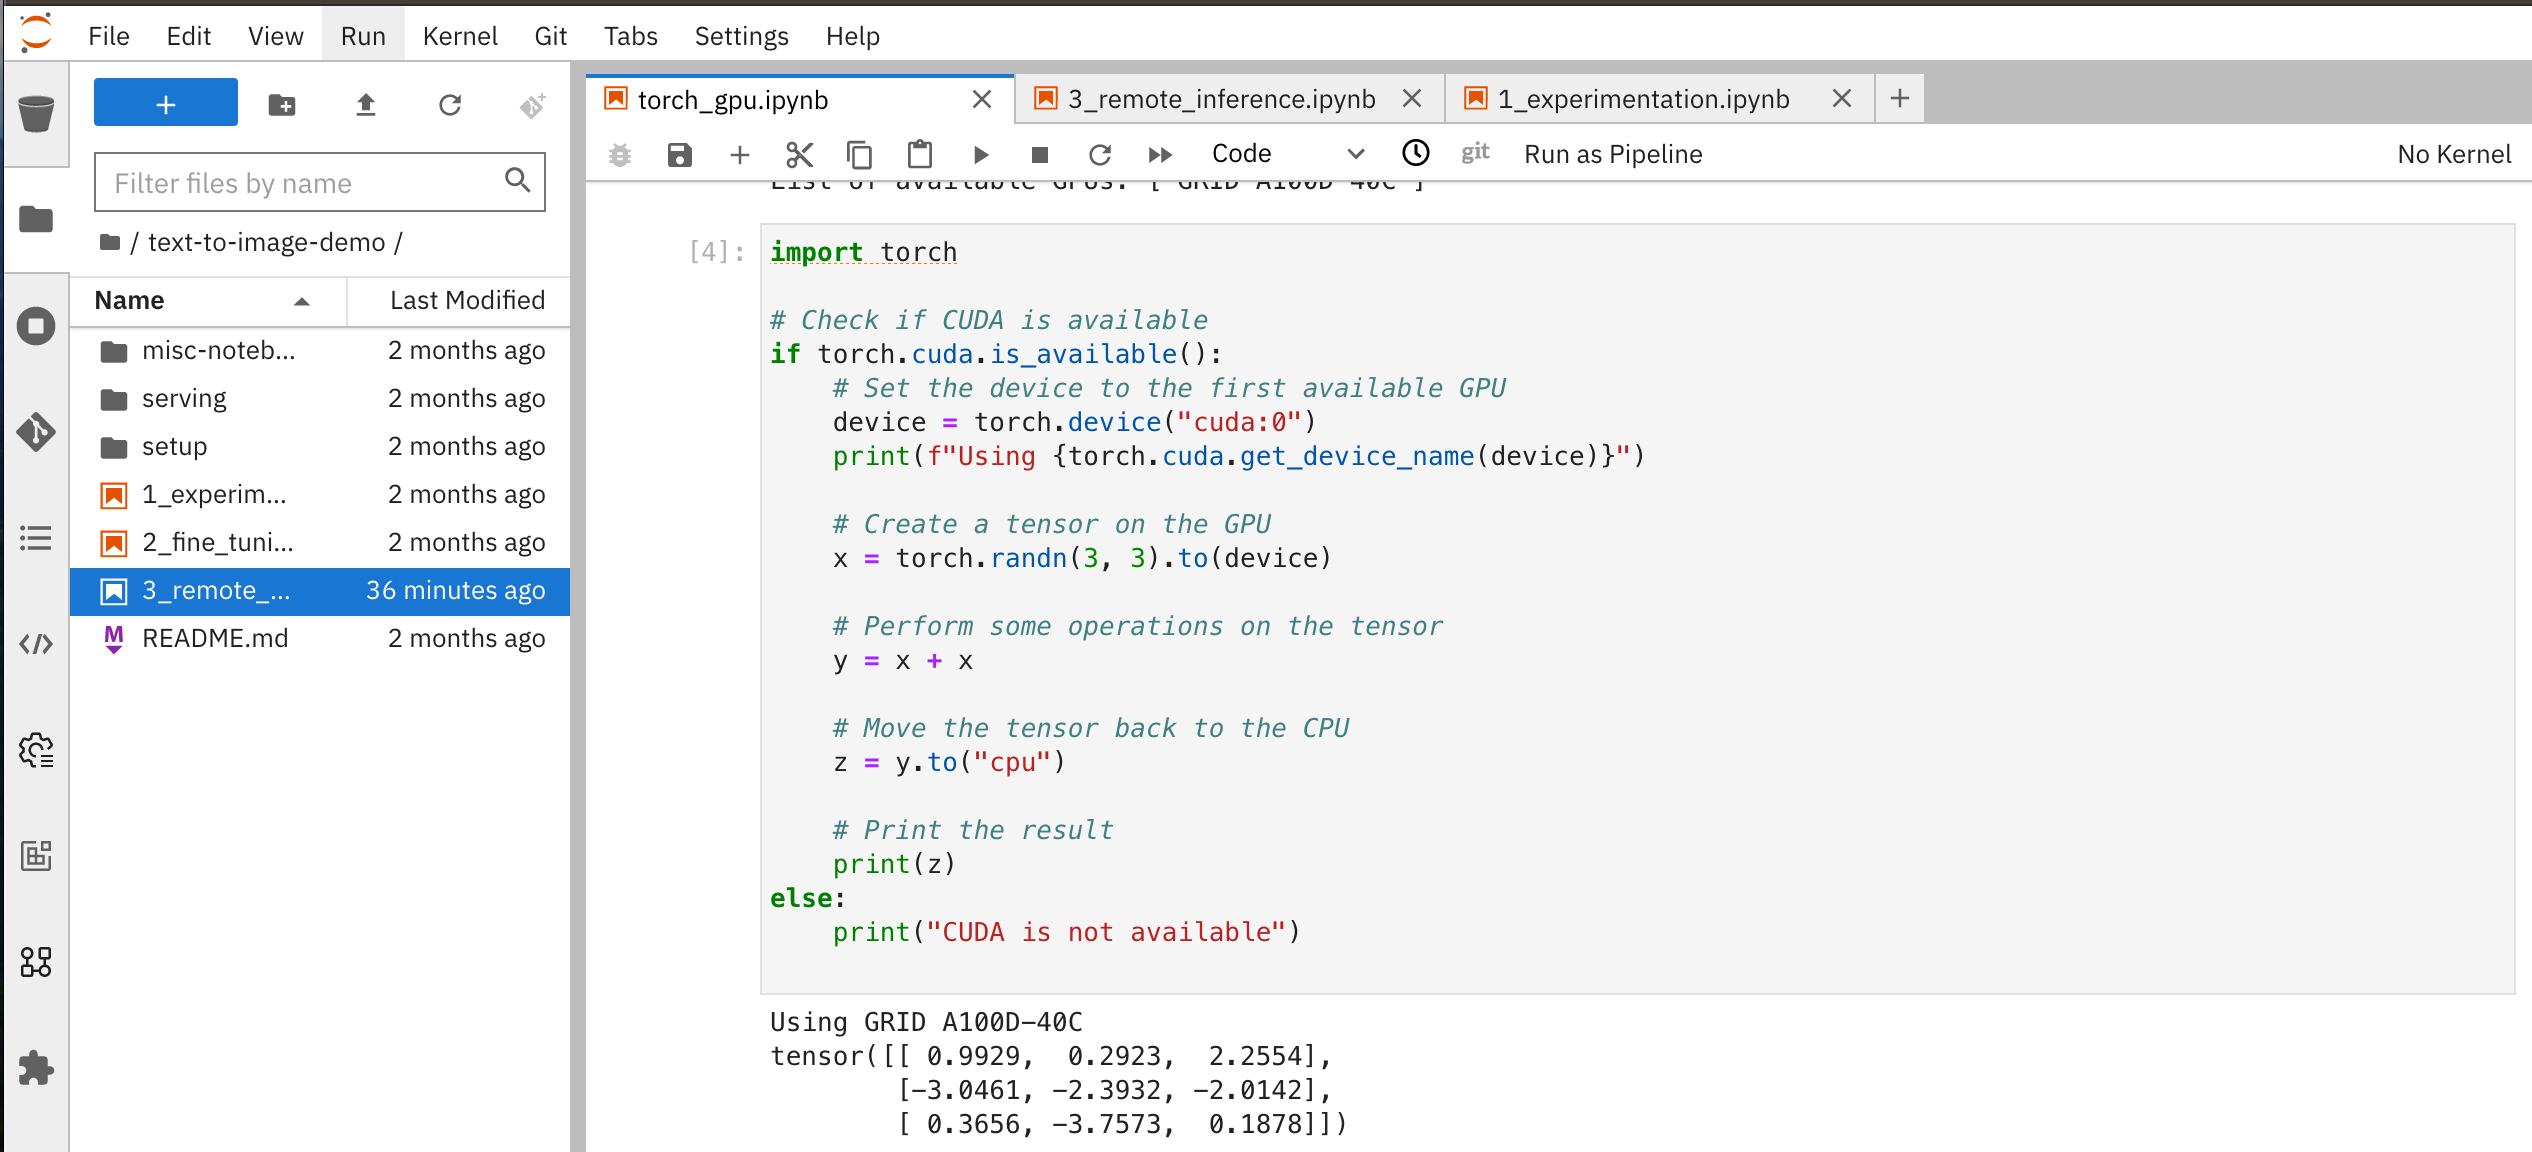 File Edit View Run Kernel Git Tabs Settings Help
+
Filter files by name
/ text-to-image-demo /
Name Last Modified
misc-noteb... 2 months ago
serving 2 months ago
setup 2 months ago
1_experim... 2 months ago
2_fine_tuni... 2 months ago
3_remote_... 36 minutes ago
README.md 2 months ago
torch_gpu.ipynb 3_remote_inference.ipynb 1_experimentation.ipynb
Code git Run as Pipeline No Kernel
List of available GPUs: ['GRID A100D-40C']
[4]: import torch
# Check if CUDA is available
if torch.cuda.is_available():
    # Set the device to the first available GPU
    device = torch.device("cuda:0")
    print(f"Using {torch.cuda.get_device_name(device)}")
    # Create a tensor on the GPU
    x = torch.randn(3, 3).to(device)
    # Perform some operations on the tensor
    y = x + x
    # Move the tensor back to the CPU
    z = y.to("cpu")
    # Print the result
    print(z)
else:
    print("CUDA is not available")
Using GRID A100D-40C
tensor([[ 0.9929,  0.2923,  2.2554],
        [-3.0461, -2.3932, -2.0142],
        [ 0.3656, -3.7573,  0.1878]])